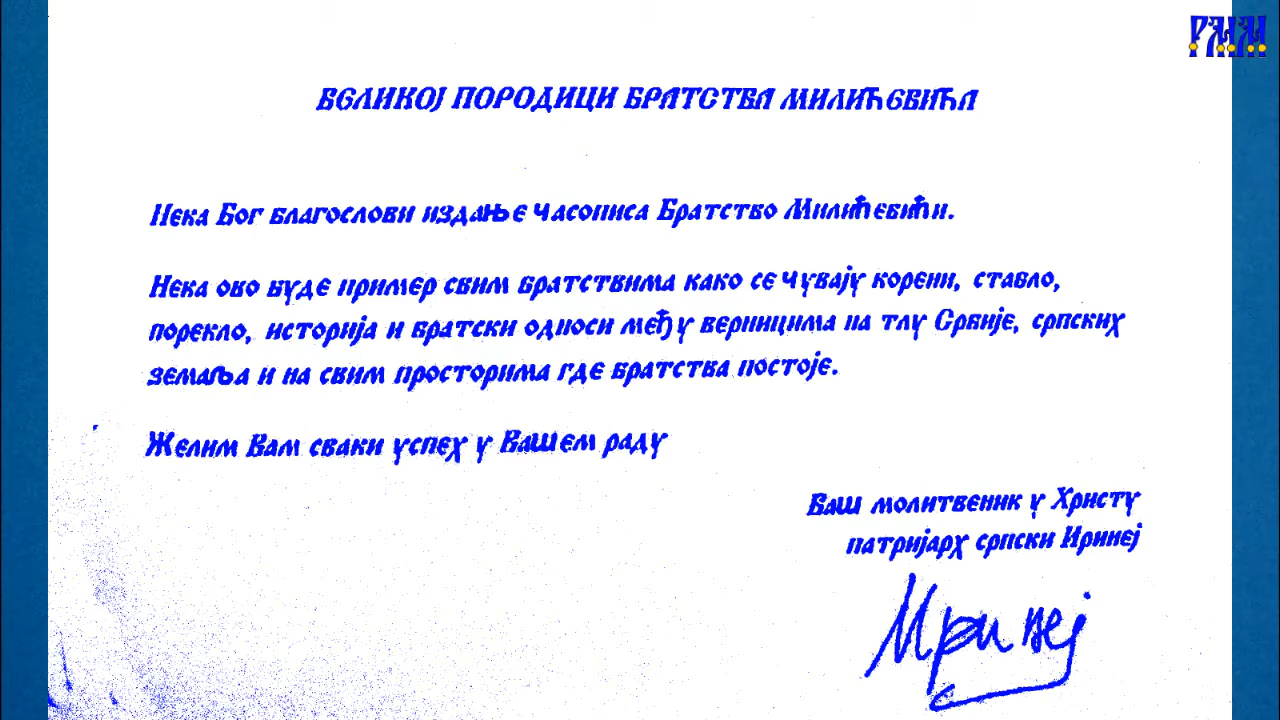 ВЕЛИКОЈ ПОРОДИЦИ БРАТСТВА МИЛИЋЕВИЋА
Нека Бог благослови издање часописа Братство Милићевићи.
Нека ово буде пример свим братствима како се чувају корени, стабло,
порекло, историја и братски односи међу верницима на тлу Србије, српских
земаља и на свим просторима где братства постоје.
Желим Вам сваки успех у Вашем раду
Ваш молитвеник у Христу
патријарх српски Иринеј
Иринеј